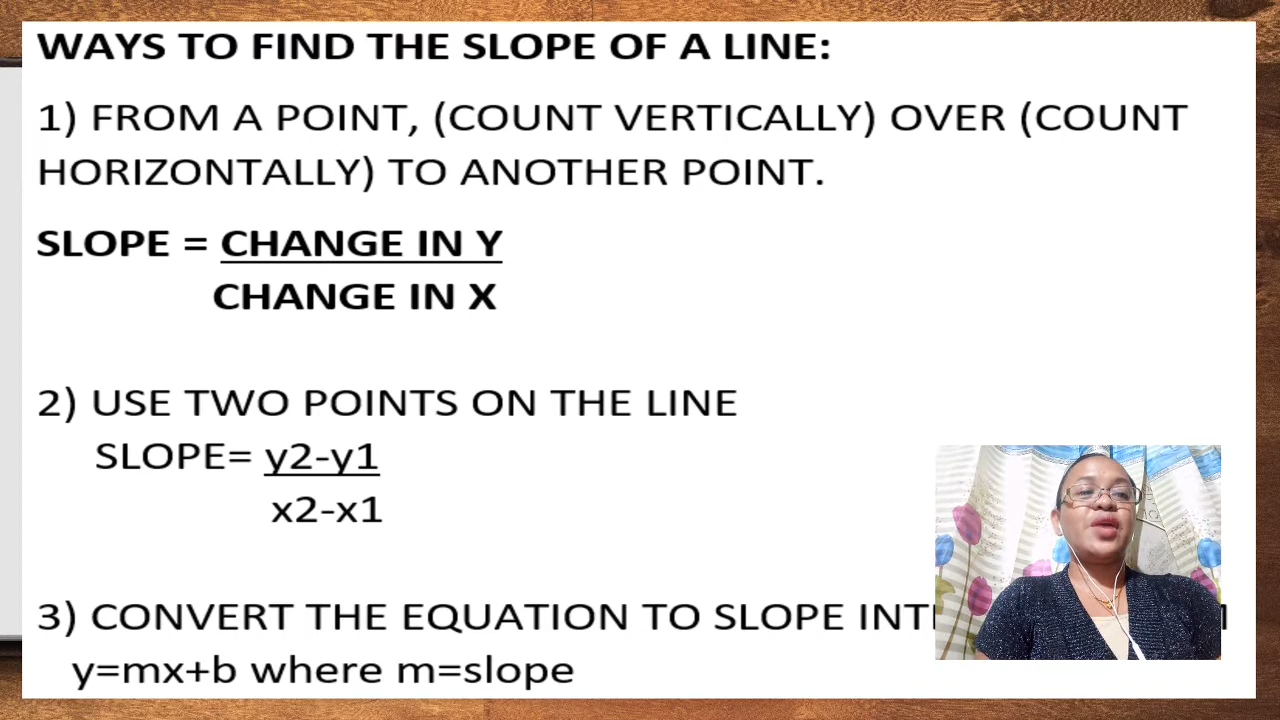 WAYS TO FIND THE SLOPE OF A LINE:
1) FROM A POINT, (COUNT VERTICALLY) OVER (COUNT
HORIZONTALLY) TO ANOTHER POINT.
SLOPE = CHANGE IN Y
CHANGE IN X
2) USE TWO POINTS ON THE LINE
SLOPE= y2-y1
x2-x1
3) CONVERT THE EQUATION TO SLOPE
y=mx+b where m=slope